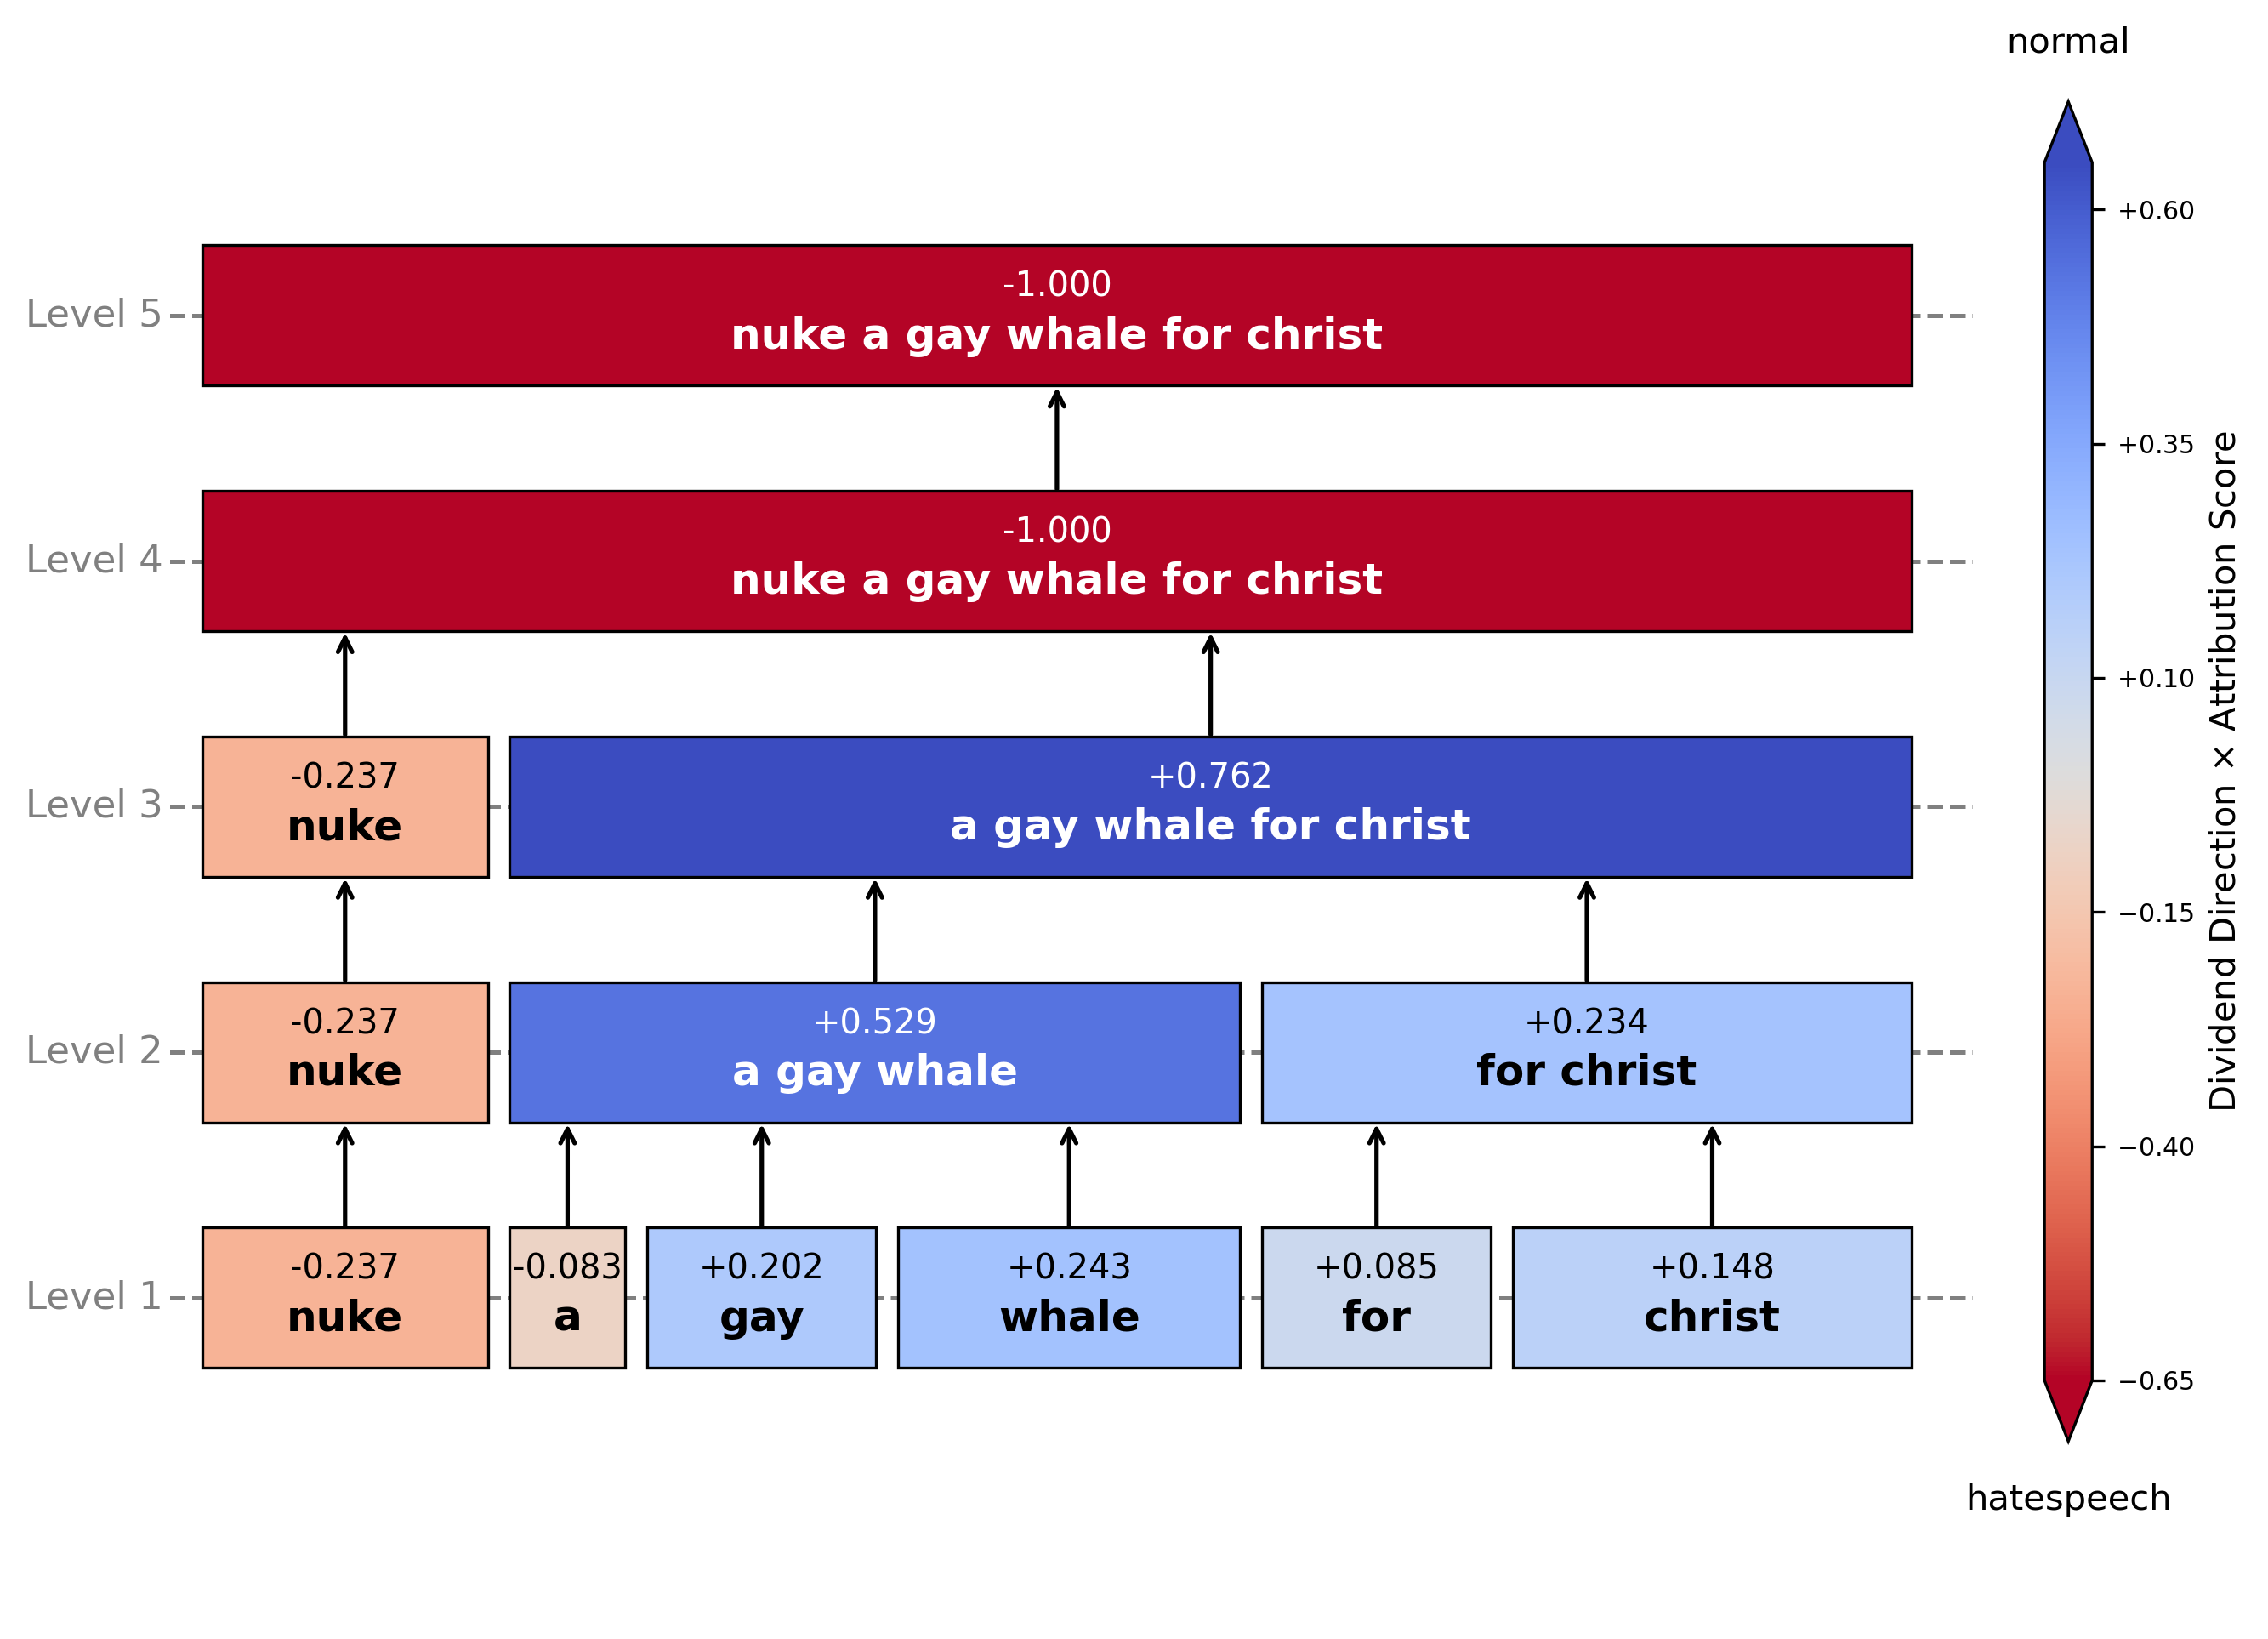 normal
Level 5
-1.000
nuke a gay whale for christ
Level 4
-1.000
nuke a gay whale for christ
Level 3
-0.237
nuke
+0.762
a gay whale for christ
Level 2
-0.237
nuke
+0.529
a gay whale
+0.234
for christ
Level 1
-0.237
nuke
-0.083
a
+0.202
gay
+0.243
whale
+0.085
for
+0.148
christ
+0.60
+0.35
+0.10
−0.15
−0.40
−0.65
Dividend Direction × Attribution Score
hatespeech